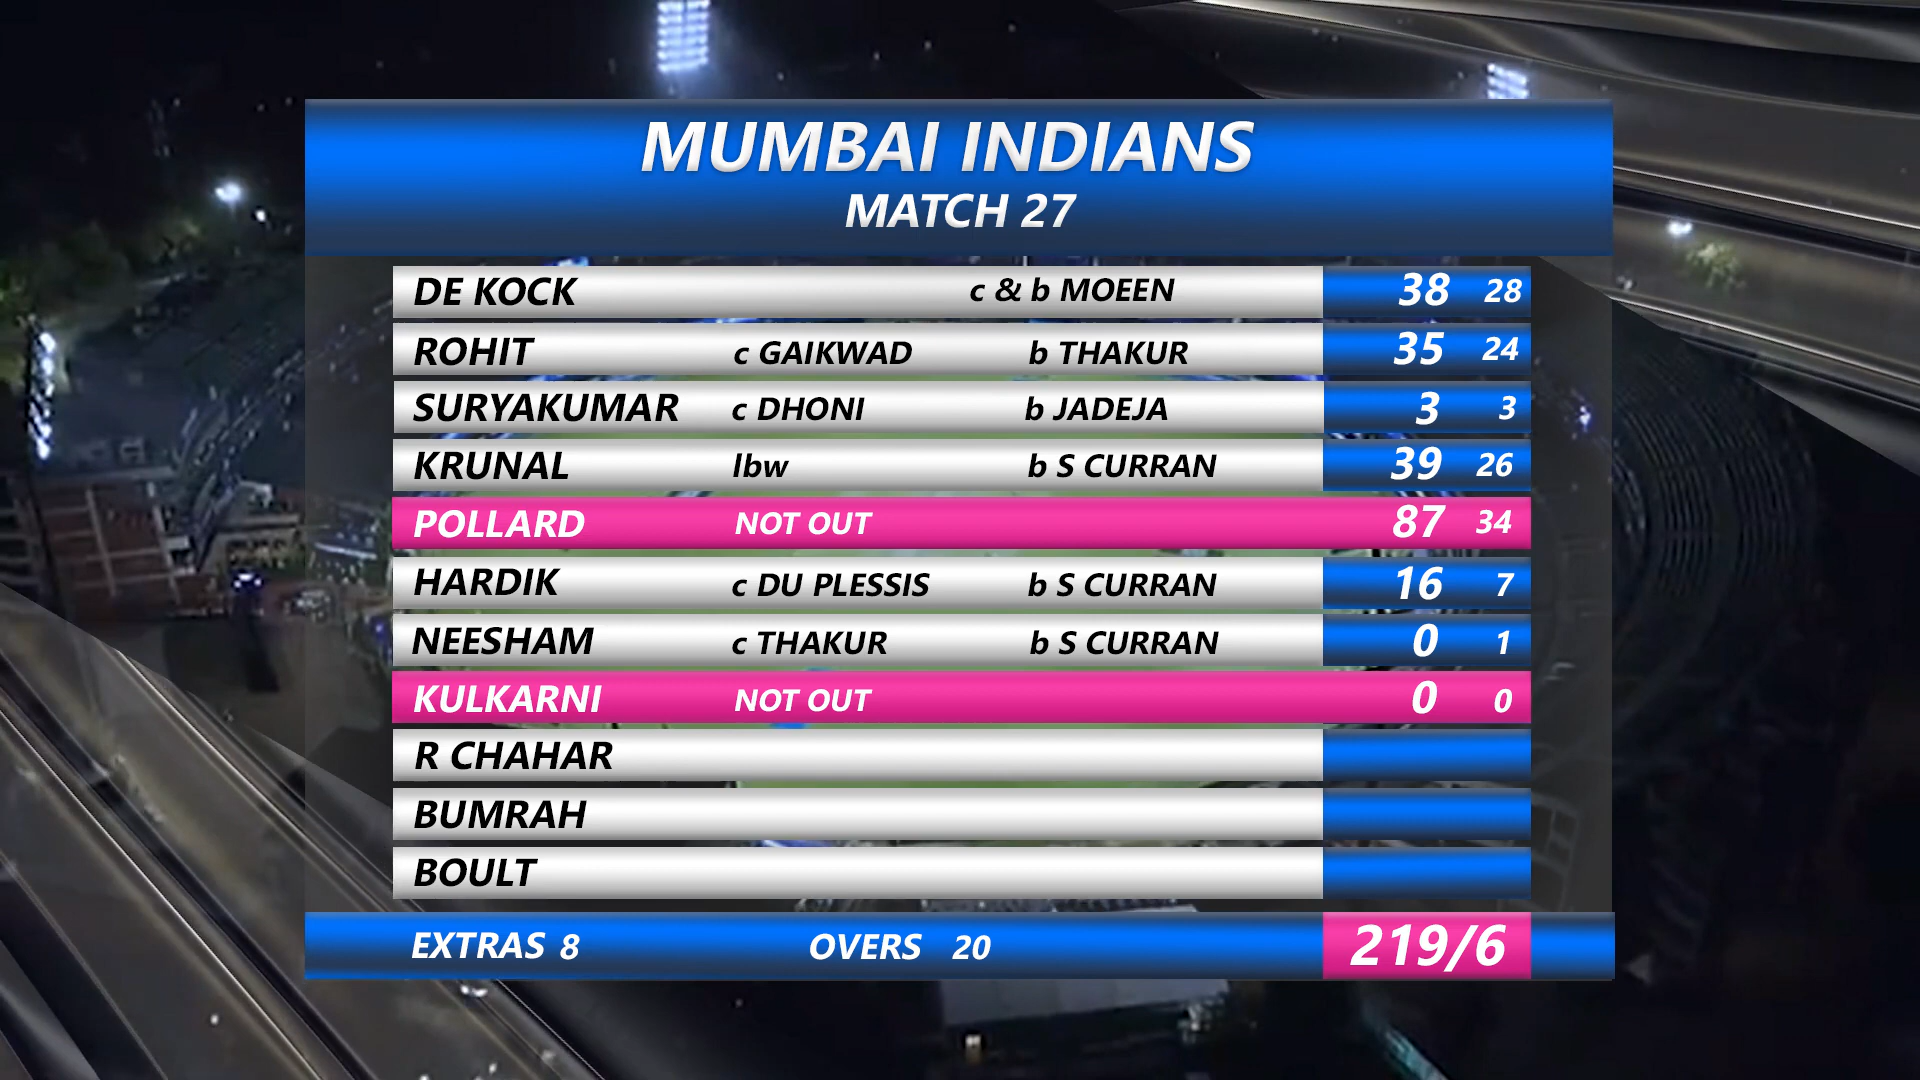 MUMBAI INDIANS
MATCH 27
DE KOCK c & b MOEEN 38 28
ROHIT c GAIKWAD b THAKUR 35 24
SURYAKUMAR c DHONI b JADEJA 3 3
KRUNAL lbw b S CURRAN 39 26
POLLARD NOT OUT 87 34
HARDIK c DU PLESSIS b S CURRAN 16 7
NEESHAM c THAKUR b S CURRAN 0 1
KULKARNI NOT OUT 0 0
R CHAHAR
BUMRAH
BOULT
EXTRAS 8 OVERS 20 219/6